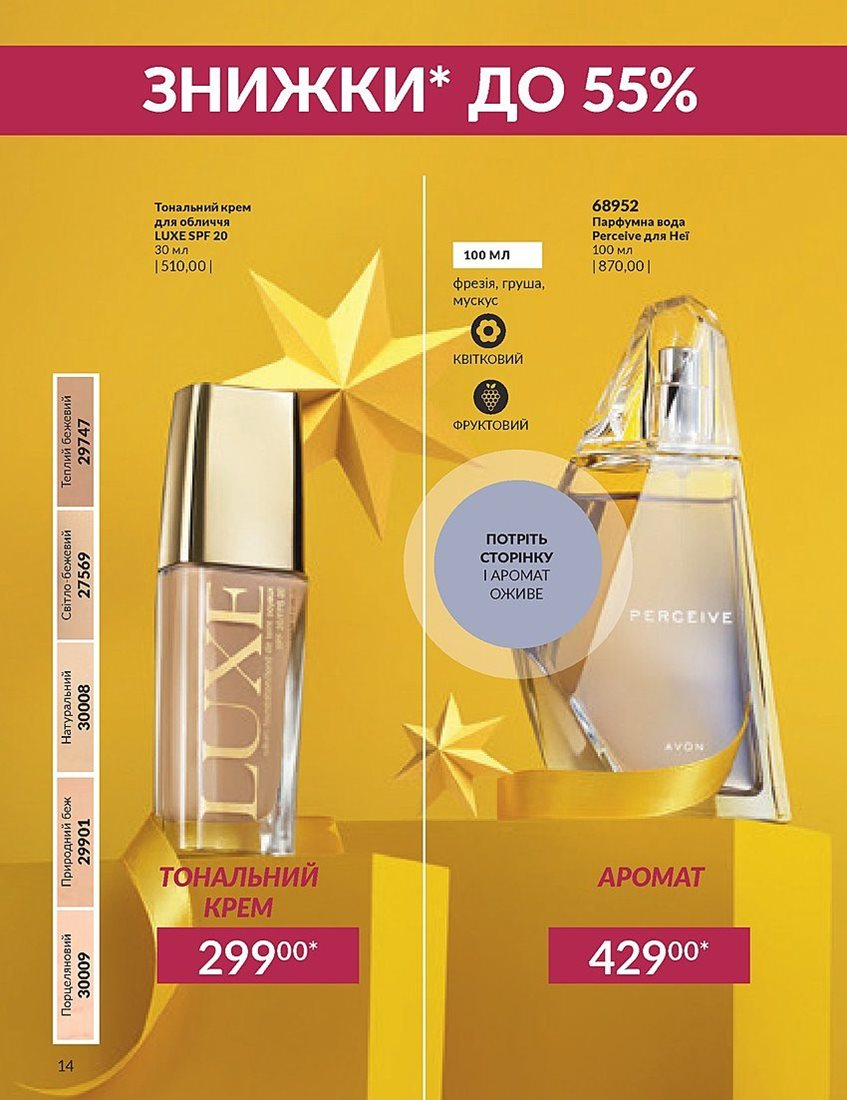 ЗНИЖКИ* ДО 55%
Тональний крем
для обличчя
LUXE SPF 20
30 мл
|510,00|
100 МЛ
фрезія, груша,
мускус
КВІТКОВИЙ
ФРУКТОВИЙ
68952
Парфумна вода
Perceive для Неї
100 мл
|870,00|
Теплий бежевий
29747
Світло-бежевий
27569
Натуральний
30008
Природний беж
29901
Порцеляновий
30009
LUXE
ПОТРІТЬ
СТОРІНКУ
І АРОМАТ
ОЖИВЕ
PERCEIVE
AVON
ТОНАЛЬНИЙ
КРЕМ
29900*
АРОМАТ
42900*
14